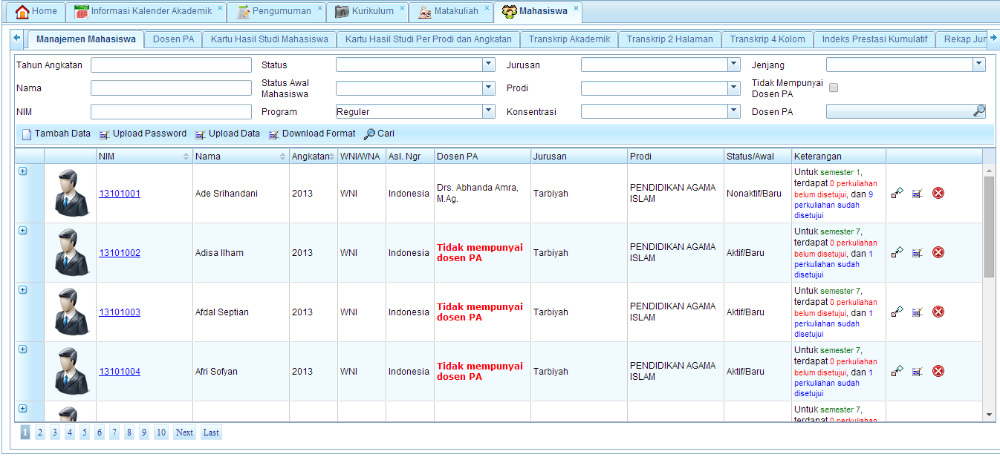 Home Informasi Kalender Akademik Pengumuman Kurikulum Matakuliah Mahasiswa
Manajemen Mahasiswa Dosen PA Kartu Hasil Studi Mahasiswa Kartu Hasil Studi Per Prodi dan Angkatan Transkrip Akademik Transkrip 2 Halaman Transkrip 4 Kolom Indeks Prestasi Kumulatif Rekap Jur
Tahun Angkatan Status Jurusan Jenjang
Nama Status Awal Mahasiswa Prodi Tidak Mempunyai Dosen PA
NIM Program Reguler Konsentrasi Dosen PA
Tambah Data Upload Password Upload Data Download Format Cari
NIM Nama Angkatan WNI/WNA Asl. Ngr Dosen PA Jurusan Prodi Status/Awal Keterangan
13101001 Ade Srihandani 2013 WNI Indonesia Drs. Abhanda Amra, M.Ag. Tarbiyah PENDIDIKAN AGAMA ISLAM Nonaktif/Baru
Untuk semester 1,
terdapat 0 perkuliahan
belum disetujui, dan 9
perkuliahan sudah
disetujui
13101002 Adisa Ilham 2013 WNI Indonesia Tidak mempunyai dosen PA Tarbiyah PENDIDIKAN AGAMA ISLAM Aktif/Baru
Untuk semester 7,
terdapat 0 perkuliahan
belum disetujui, dan 1
perkuliahan sudah
disetujui
13101003 Afdal Septian 2013 WNI Indonesia Tidak mempunyai dosen PA Tarbiyah PENDIDIKAN AGAMA ISLAM Aktif/Baru
Untuk semester 7,
terdapat 0 perkuliahan
belum disetujui, dan 1
perkuliahan sudah
disetujui
13101004 Afri Sofyan 2013 WNI Indonesia Tidak mempunyai dosen PA Tarbiyah PENDIDIKAN AGAMA ISLAM Aktif/Baru
Untuk semester 7,
terdapat 0 perkuliahan
belum disetujui, dan 1
perkuliahan sudah
disetujui
Untuk semester 7,
terdapat 0 perkuliahan
1 2 3 4 5 6 7 8 9 10 Next Last